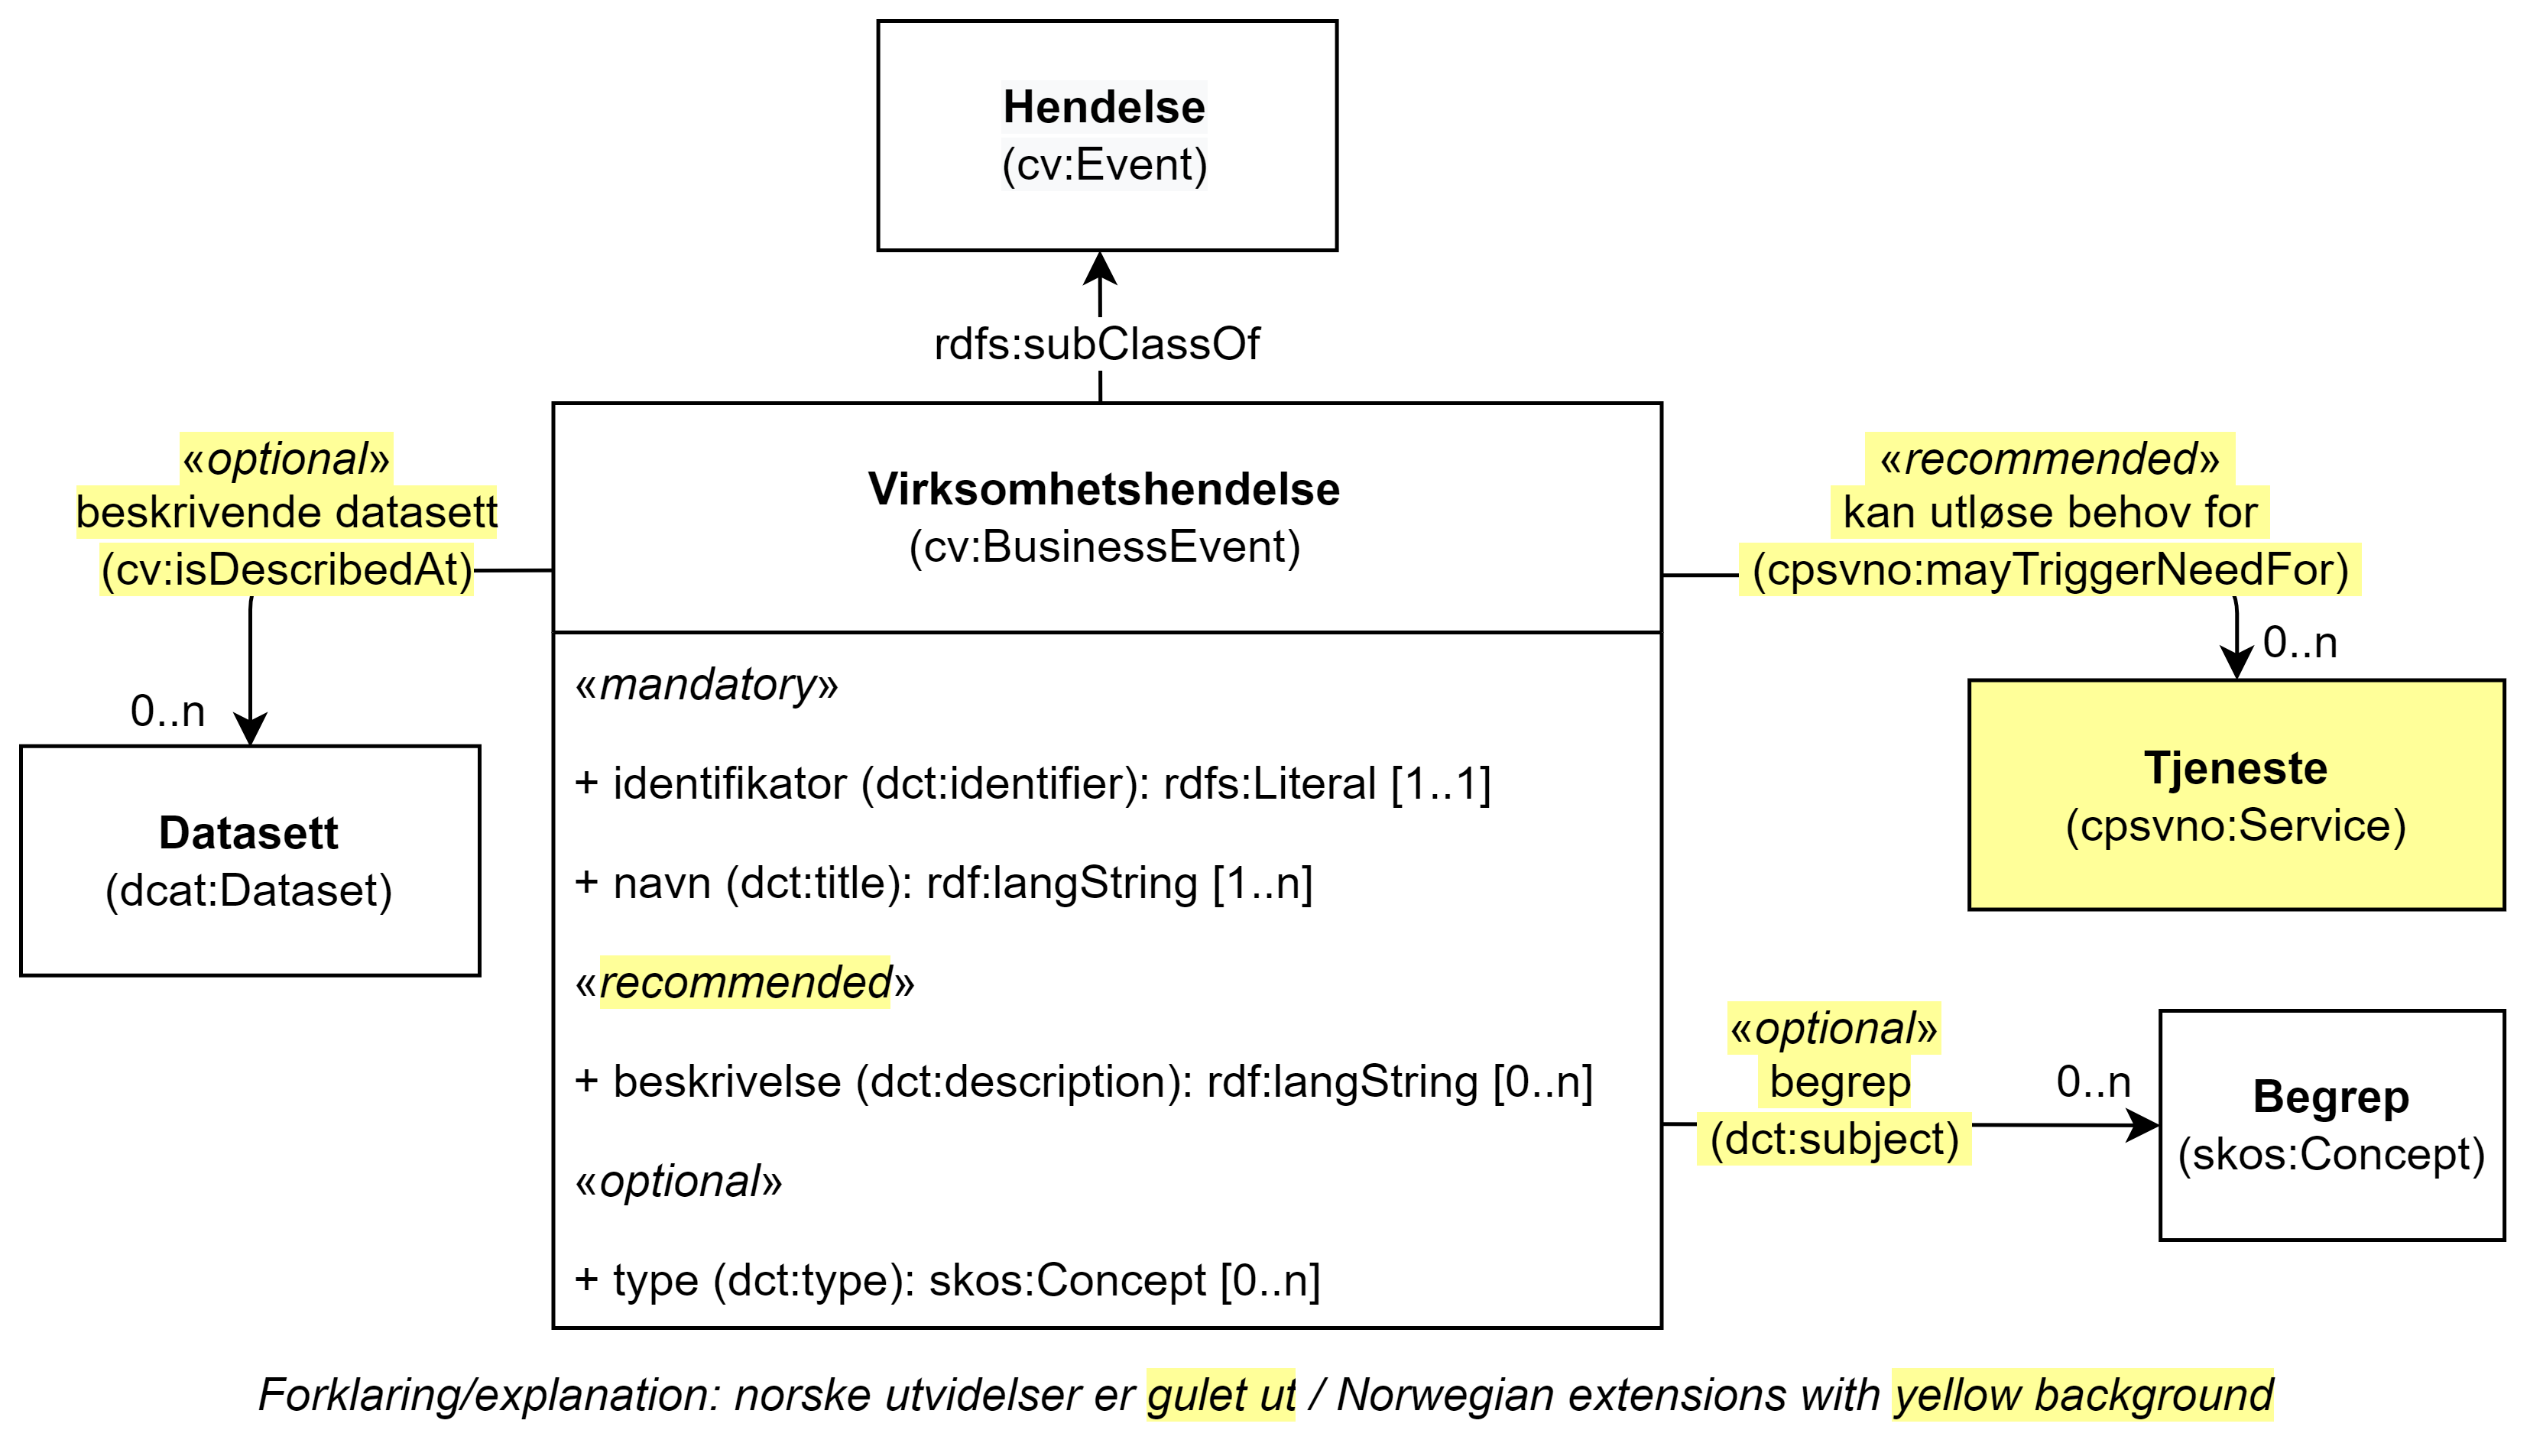 Hendelse
(cv:Event)
rdfs:subClassOf
«optional»
beskrivende datasett
(cv:isDescribedAt)
0..n
Datasett
(dcat:Dataset)
Virksomhetshendelse
(cv:BusinessEvent)
«mandatory»
+ identifikator (dct:identifier): rdfs:Literal [1..1]
+ navn (dct:title): rdf:langString [1..n]
«recommended»
+ beskrivelse (dct:description): rdf:langString [0..n]
«optional»
+ type (dct:type): skos:Concept [0..n]
«recommended»
kan utløse behov for
(cpsvno:mayTriggerNeedFor)
0..n
Tjeneste
(cpsvno:Service)
«optional»
begrep
(dct:subject)
0..n
Begrep
(skos:Concept)
Forklaring/explanation: norske utvidelser er gulet ut / Norwegian extensions with yellow background